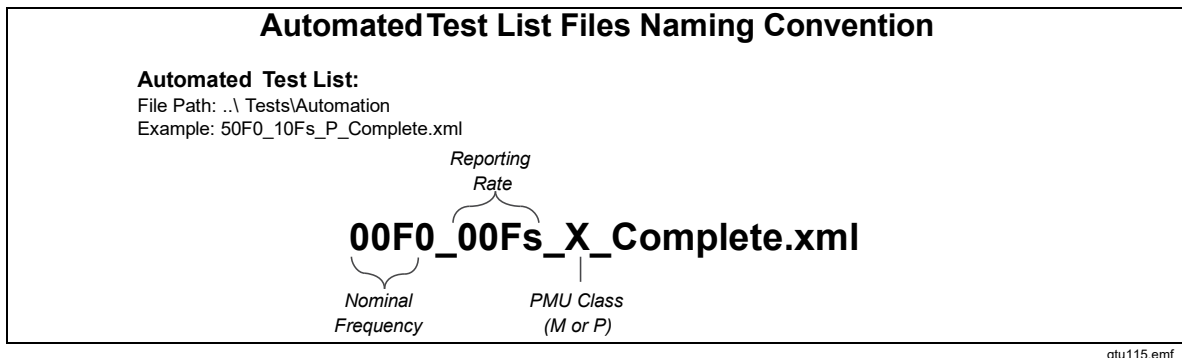 Automated Test List Files Naming Convention
Automated Test List:
File Path: ..\ Tests\Automation
Example: 50F0_10Fs_P_Complete.xml
Reporting
Rate
00F0_00Fs_X_Complete.xml
Nominal
Frequency
PMU Class
(M or P)
qtu115.emf